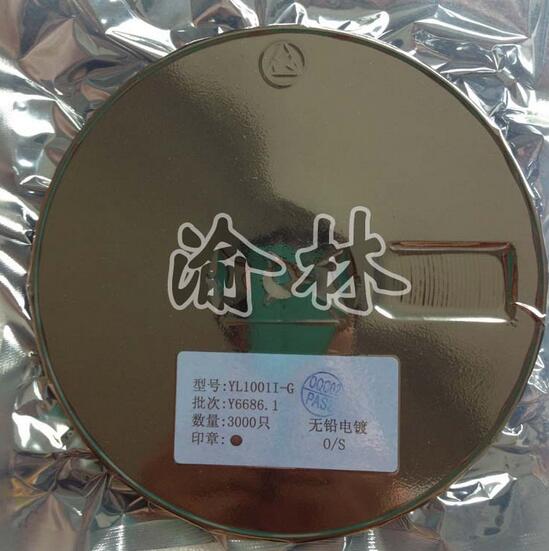 渝林
型号:YL1001I-G
批次:Y6686.1
数量:3000只
印章:
00002
PASS
无铅电镀
O/S